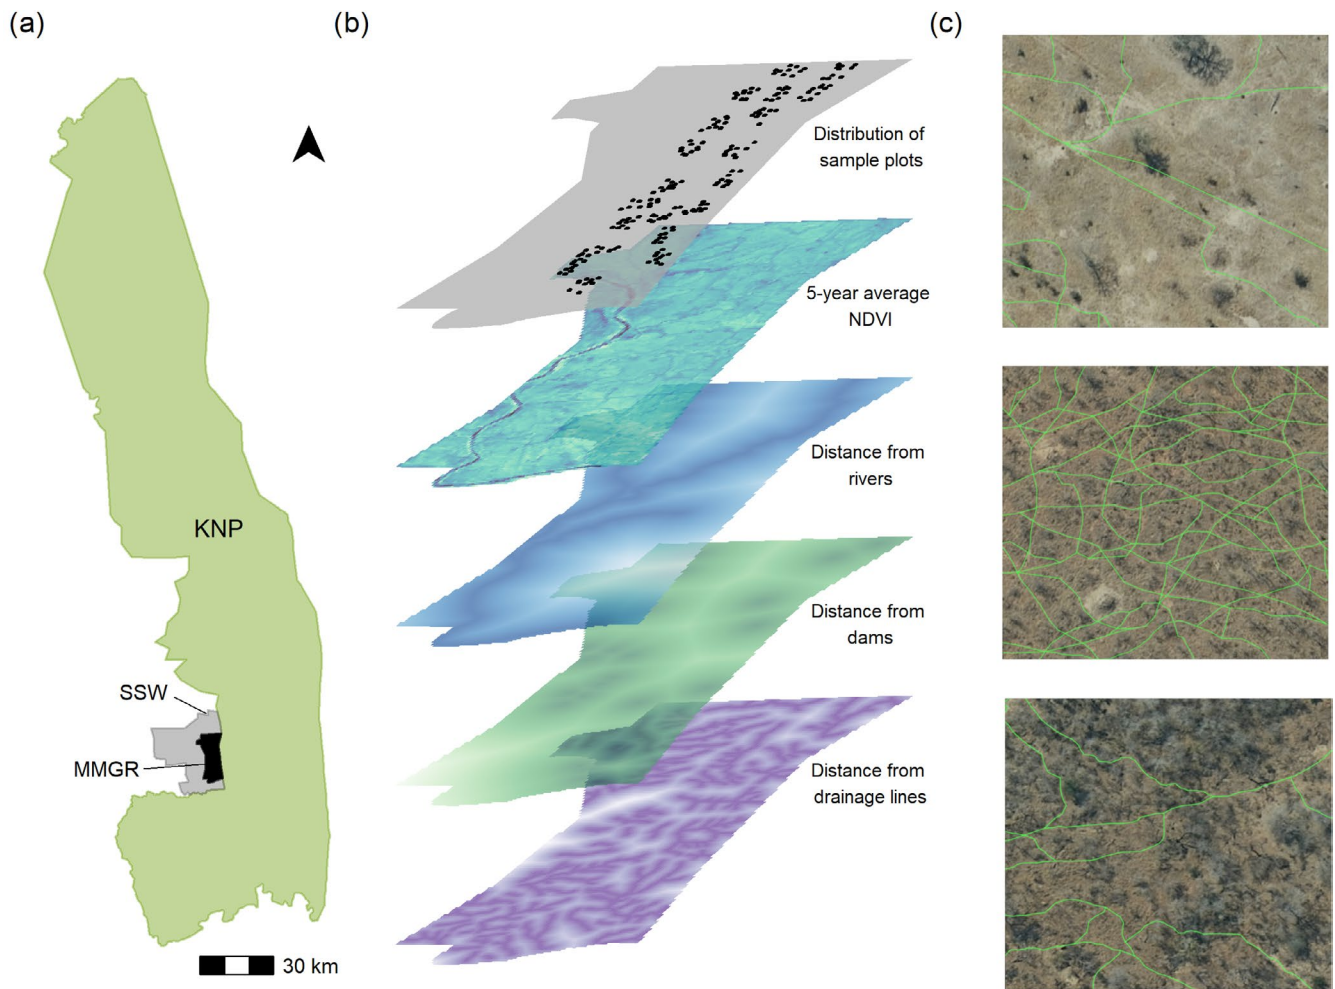 (a)
(b)
(c)
KNP
SSW
MMGR
30 km
Distribution of
sample plots
5-year average
NDVI
Distance from
rivers
Distance from
dams
Distance from
drainage lines